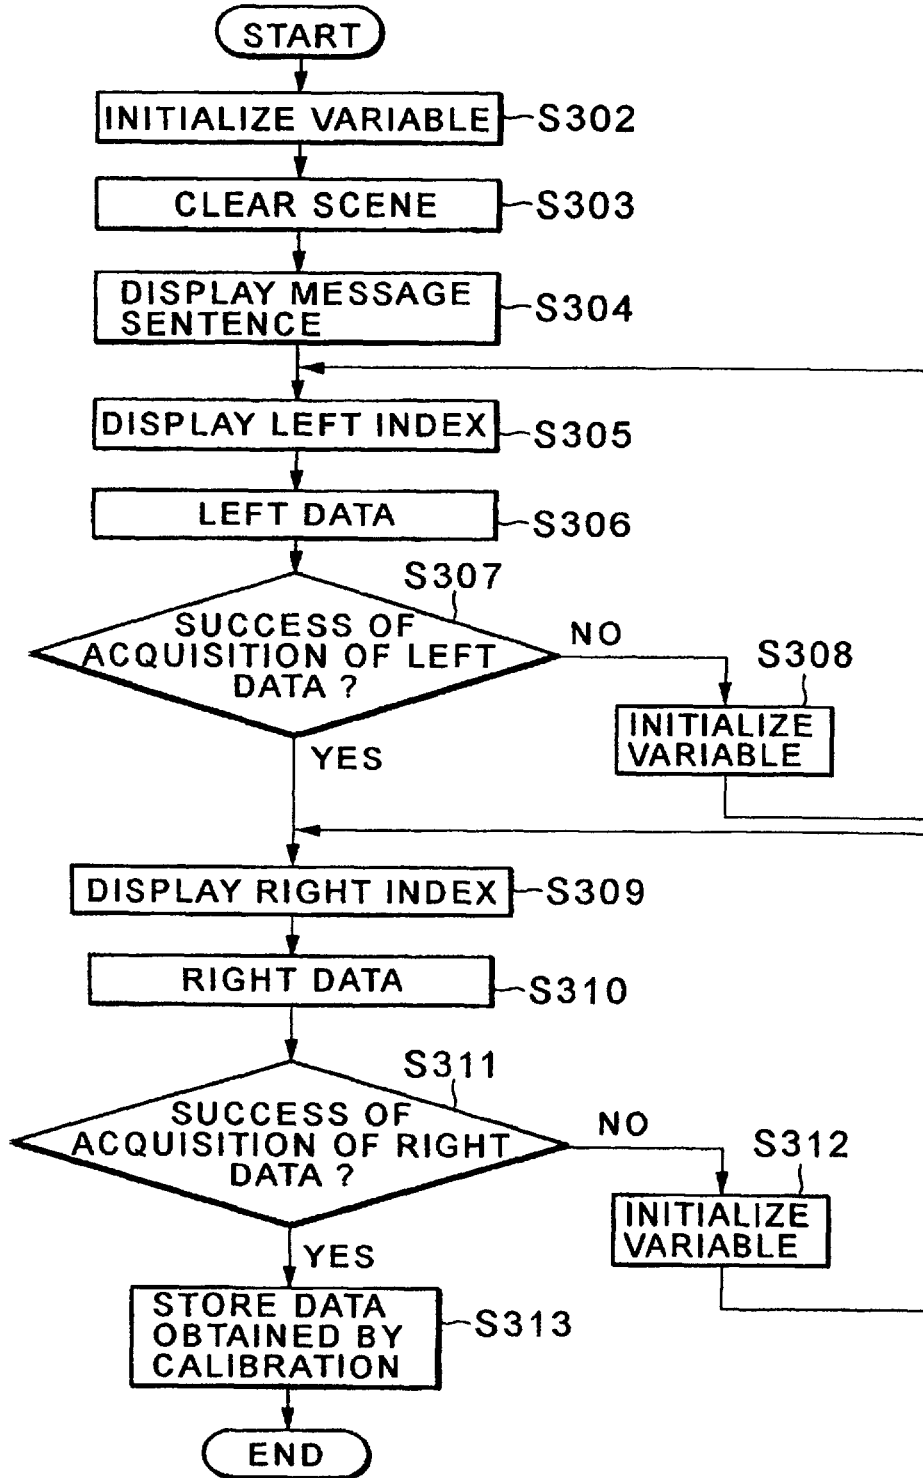 START
INITIALIZE VARIABLE
S302
CLEAR SCENE
S303
DISPLAY MESSAGE
SENTENCE
S304
DISPLAY LEFT INDEX
S305
LEFT DATA
S306
S307
SUCCESS OF
ACQUISITION OF LEFT
DATA ?
NO
S308
INITIALIZE
VARIABLE
YES
DISPLAY RIGHT INDEX
S309
RIGHT DATA
S310
S311
SUCCESS OF
ACQUISITION OF RIGHT
DATA ?
NO
S312
INITIALIZE
VARIABLE
YES
STORE DATA
OBTAINED BY
CALIBRATION
S313
END